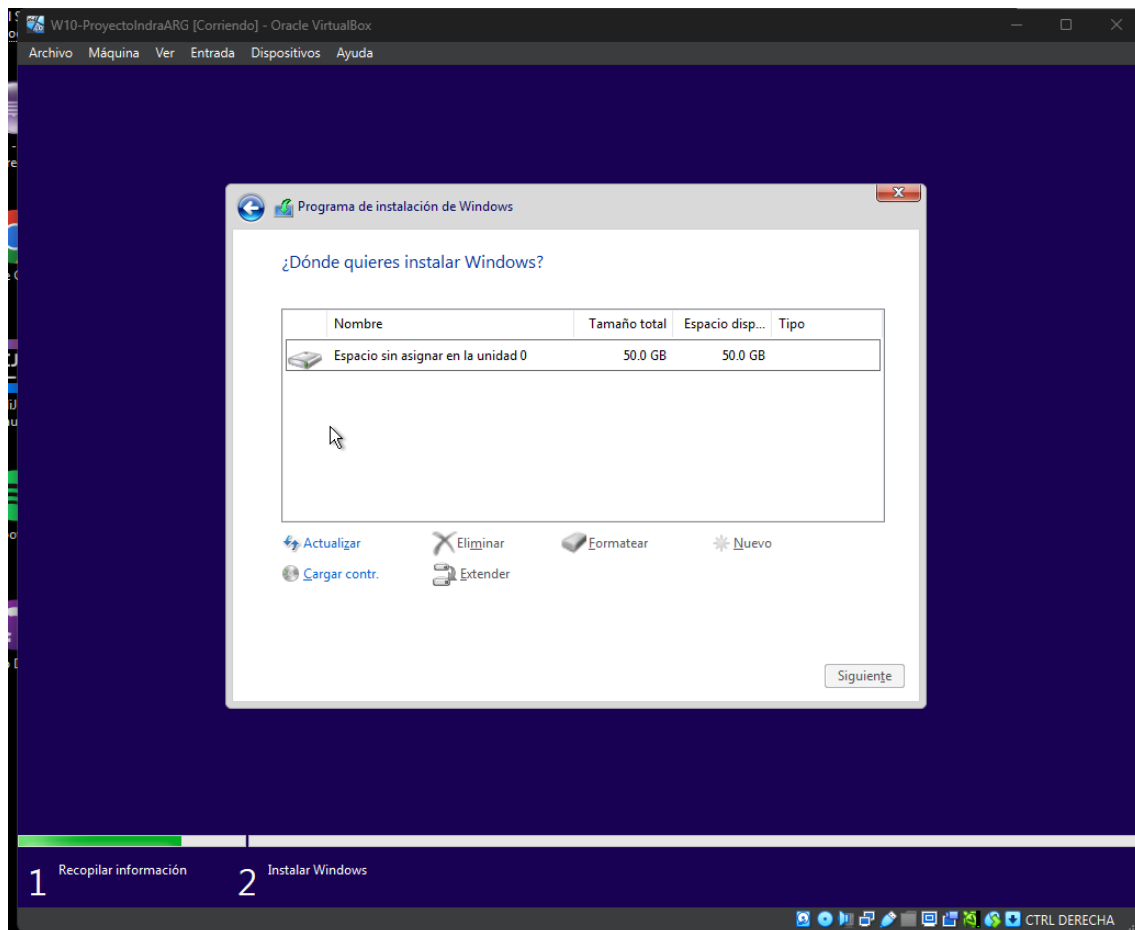 W10-ProyectoIndraARG [Corriendo] - Oracle VirtualBox
Archivo Máquina Ver Entrada Dispositivos Ayuda
Programa de instalación de Windows
¿Dónde quieres instalar Windows?
Nombre Tamaño total Espacio disp... Tipo
Espacio sin asignar en la unidad 0 50.0 GB 50.0 GB
Actualizar Eliminar Formatear Nuevo
Cargar contr. Extender
Siguiente
1 Recopilar información 2 Instalar Windows
CTRL DERECHA